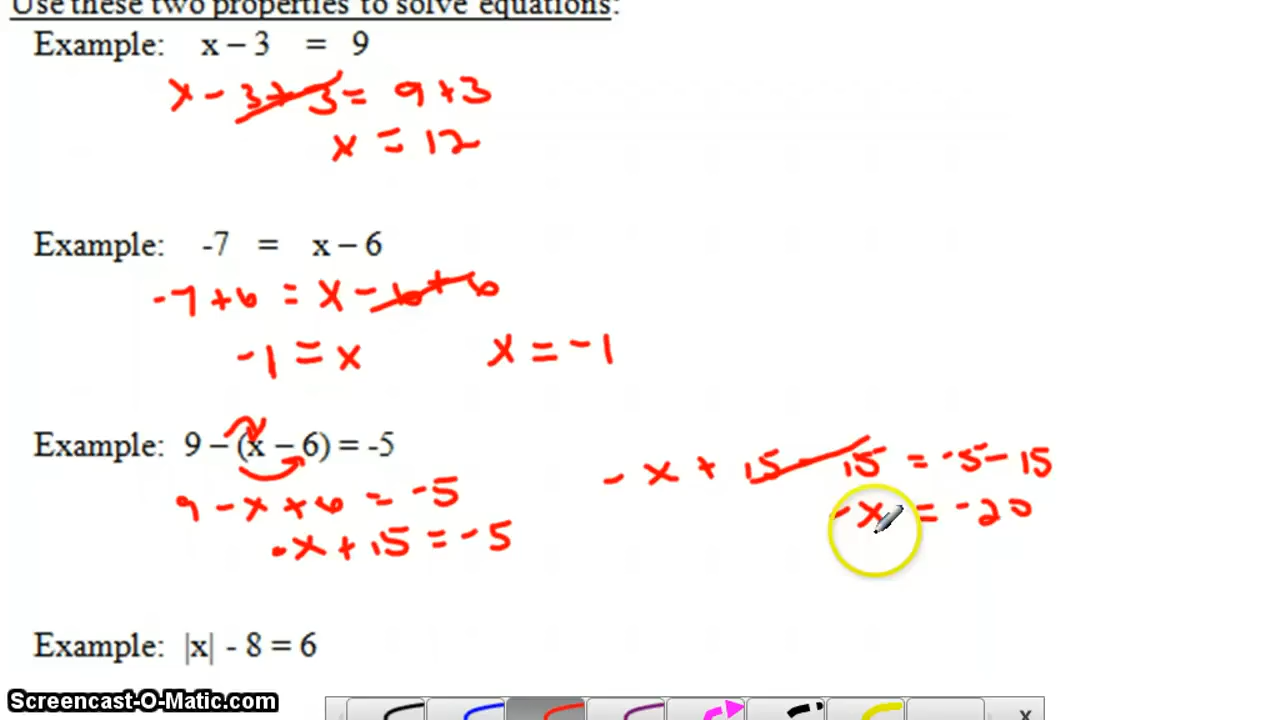 Use these two properties to solve equations:
Example: x – 3 = 9
x - 3 + 3 = 9 + 3
x = 12
Example: -7 = x – 6
-7 + 6 = x - 6 + 6
-1 = x x = -1
Example: 9 – (x – 6) = -5
9 - x + 6 = -5
-x + 15 = -5
- x + 15 - 15 = -5 - 15
-x = -20
Example: |x| - 8 = 6
Screencast-O-Matic.com
x